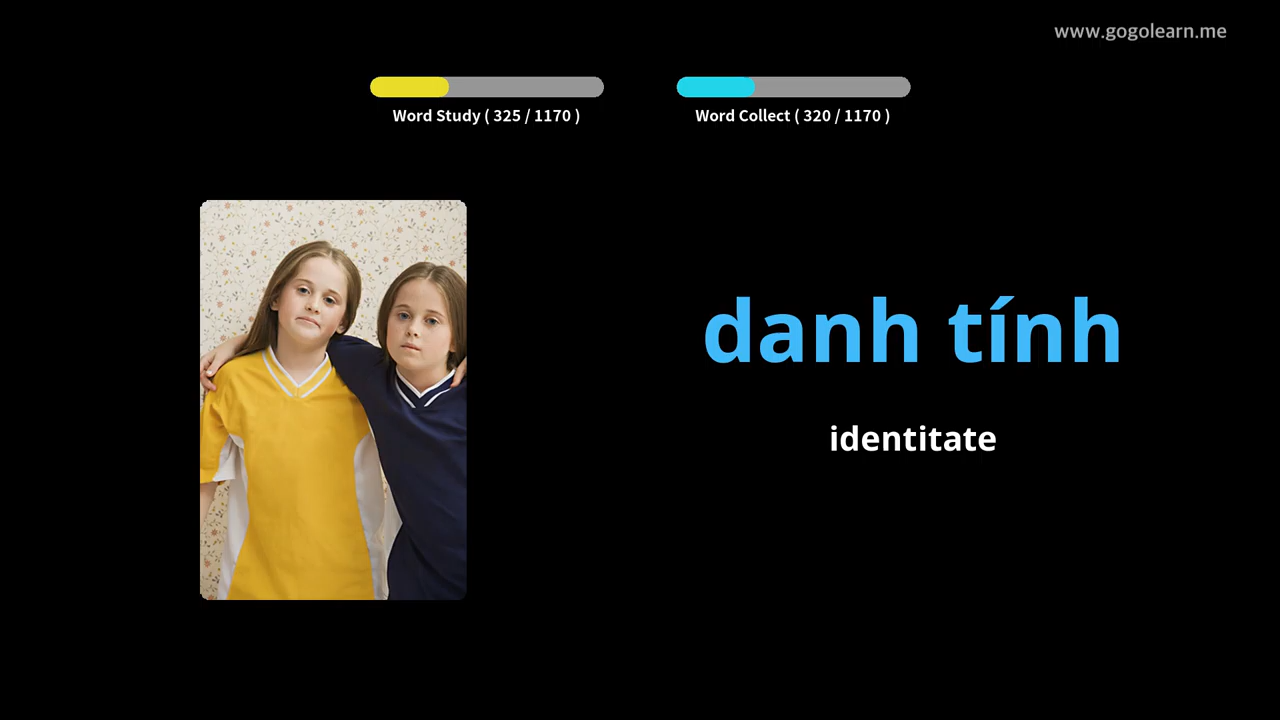 www.gogolearn.me
Word Study ( 325 / 1170 )
Word Collect ( 320 / 1170 )
danh tính
identitate